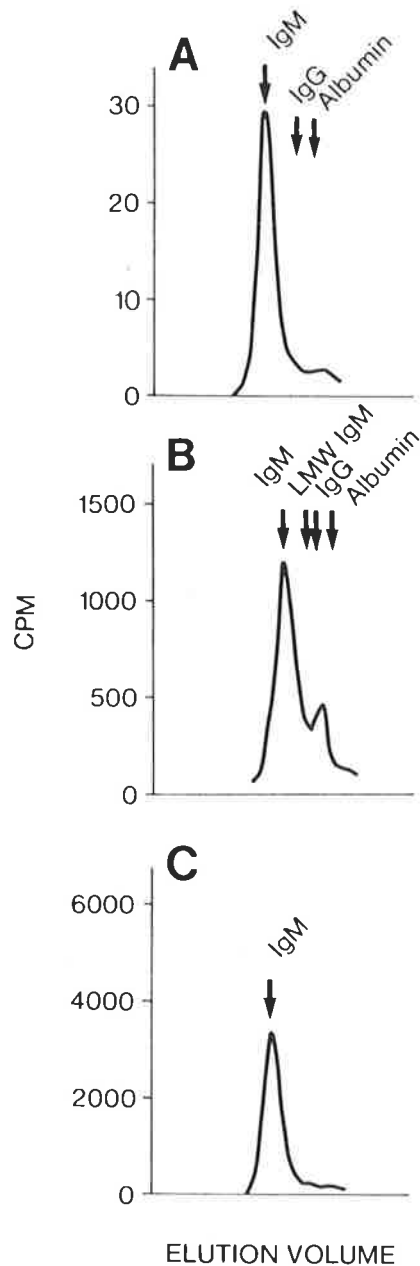 A
IgM
IgG
Albumin
30
20
10
0
B
IgM
LMW IgM
IgG
Albumin
1500
1000
500
0
CPM
C
IgM
6000
4000
2000
0
ELUTION VOLUME